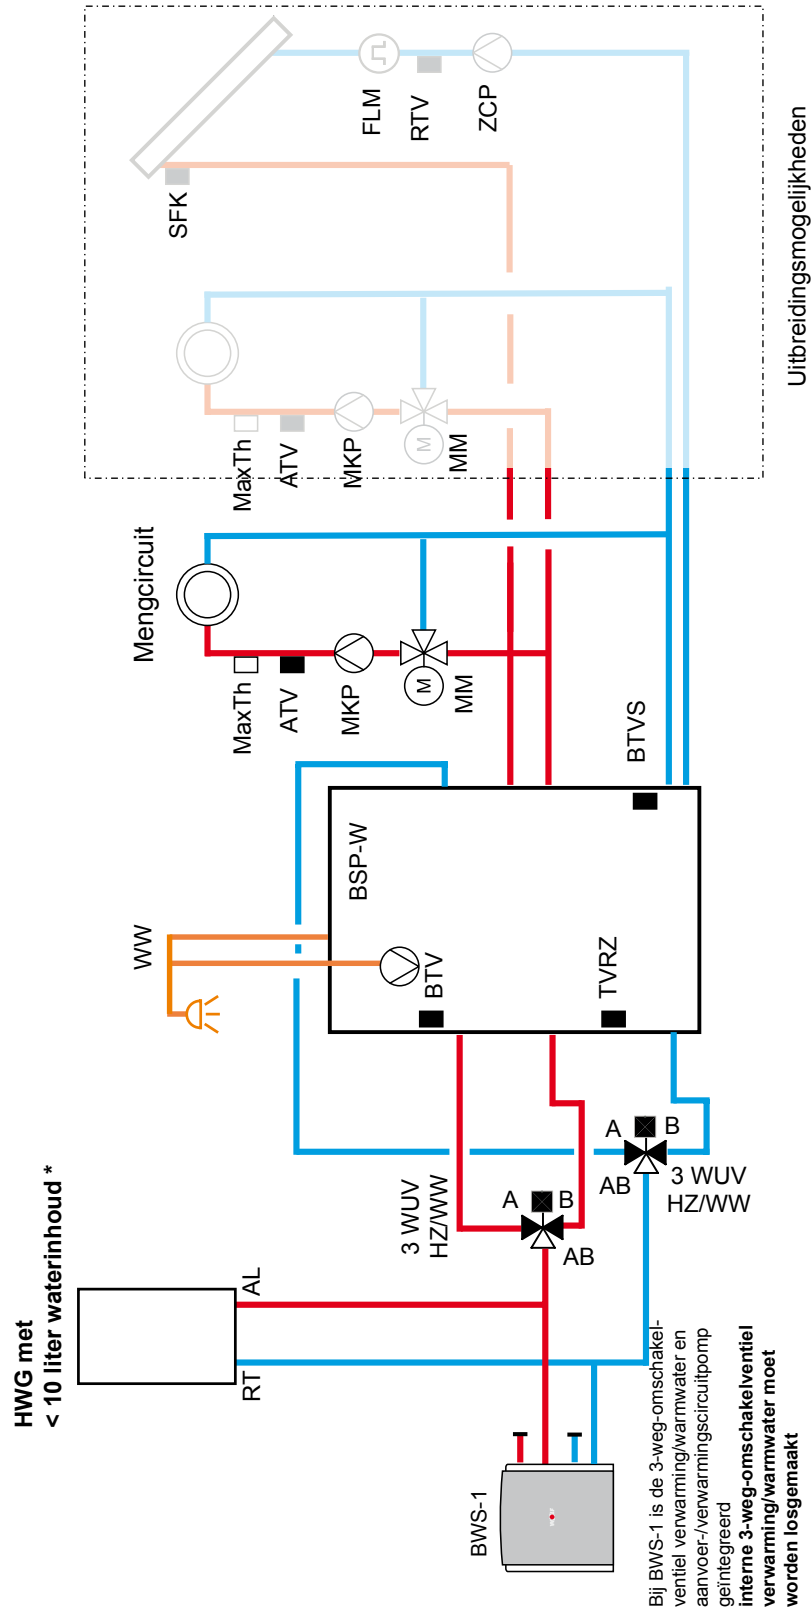 HWG met
< 10 liter waterinhoud *
RT
AL
BWS-1
Bij BWS-1 is de 3-weg-omschakel-
ventiel verwarming/warmwater en
aanvoer-/verwarmingscircuitpomp
geïntegreerd
interne 3-weg-omschakelventiel
verwarming/warmwater moet
worden losgemaakt
3 WUV
HZ/WW
A
B
AB
3 WUV
HZ/WW
A
B
AB
WW
BSP-W
BTV
TVRZ
BTVS
Mengcircuit
MaxTh
ATV
MKP
MM
M
MaxTh
ATV
MKP
MM
M
SFK
FLM
RTV
ZCP
Uitbreidingsmogelijkheden